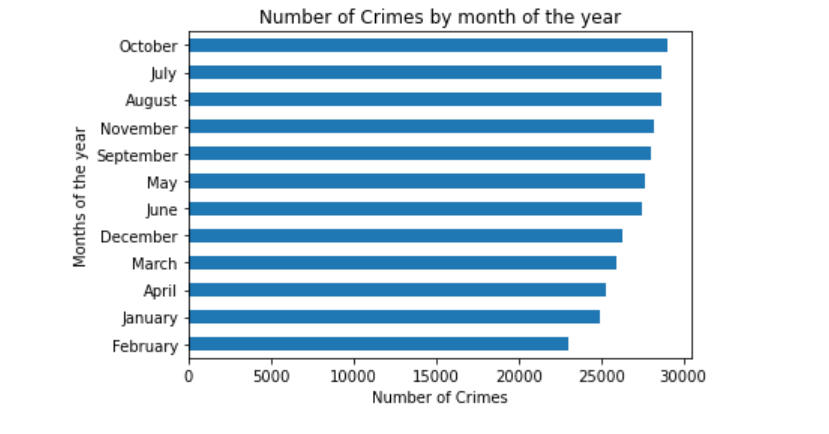 Number of Crimes by month of the year
October
July
August
November
September
May
June
December
March
April
January
February
Months of the year
0 5000 10000 15000 20000 25000 30000
Number of Crimes